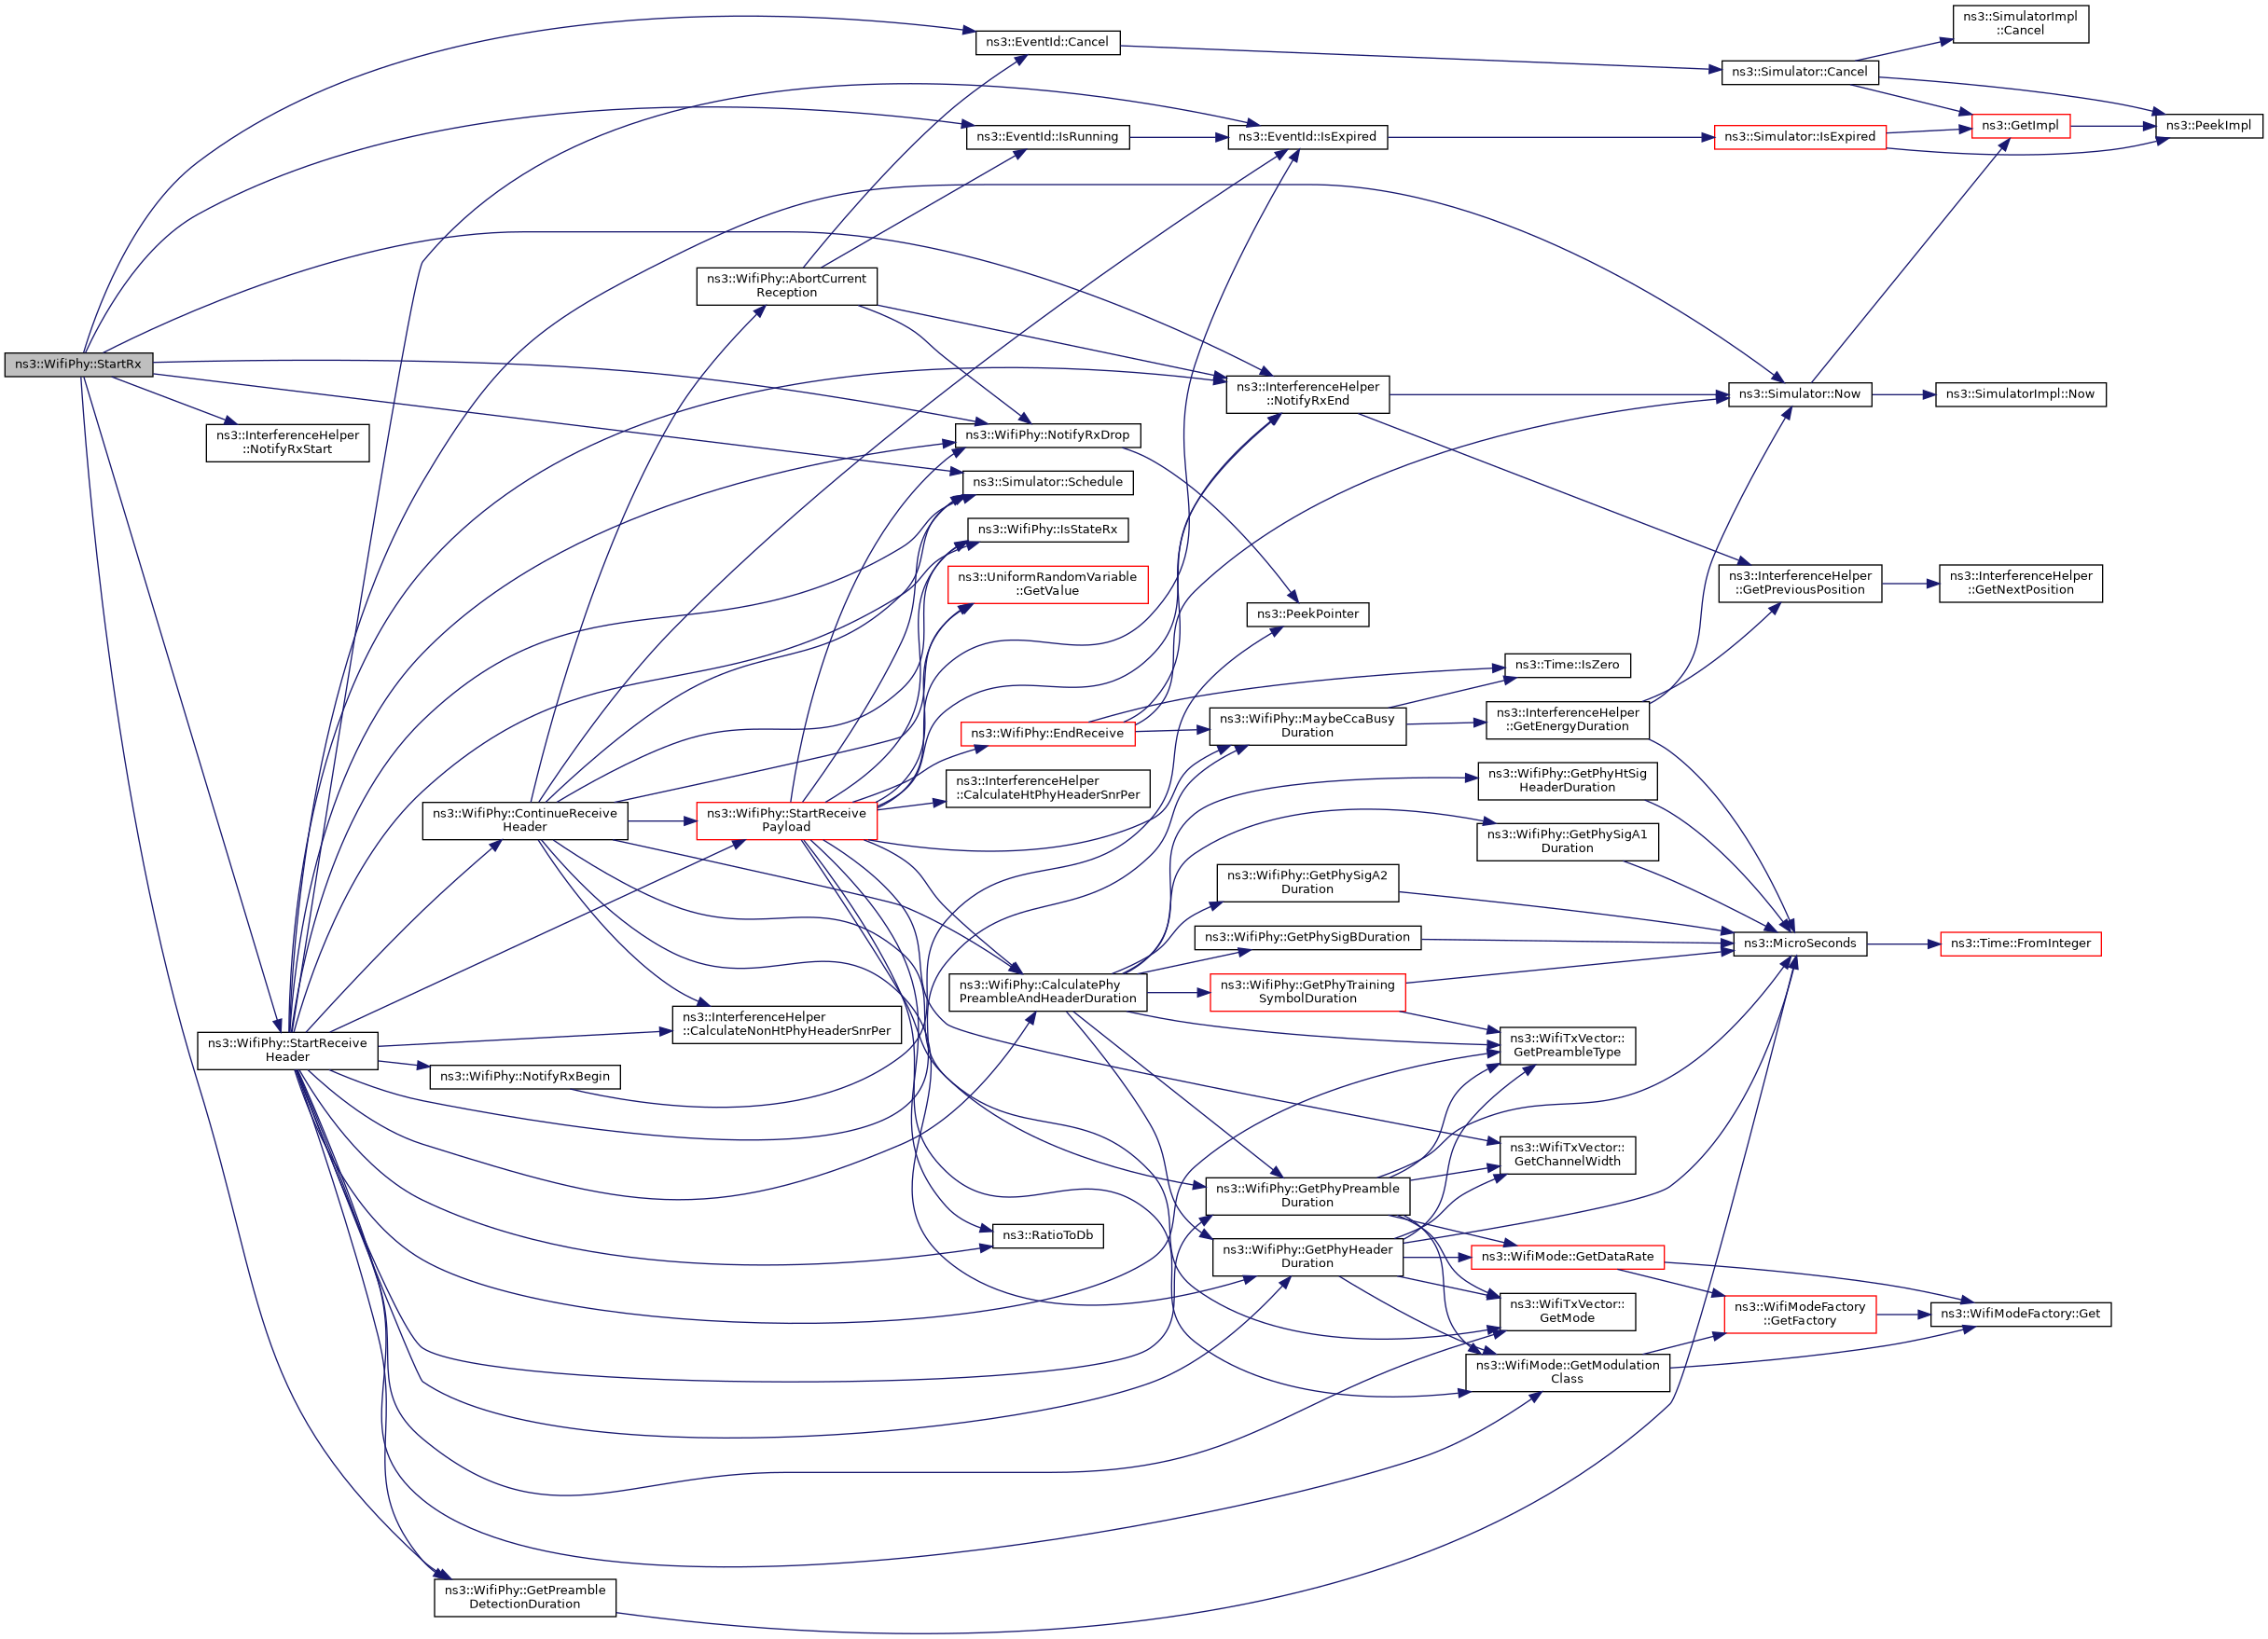 ns3::WifiPhy::StartRx
ns3::InterferenceHelper
::NotifyRxStart
ns3::WifiPhy::StartReceive
Header
ns3::WifiPhy::ContinueReceive
Header
ns3::WifiPhy::NotifyRxBegin
ns3::WifiPhy::GetPreamble
DetectionDuration
ns3::WifiPhy::AbortCurrent
Reception
ns3::WifiPhy::StartReceive
Payload
ns3::InterferenceHelper
::CalculateNonHtPhyHeaderSnrPer
ns3::EventId::Cancel
ns3::EventId::IsRunning
ns3::WifiPhy::NotifyRxDrop
ns3::Simulator::Schedule
ns3::WifiPhy::IsStateRx
ns3::UniformRandomVariable
::GetValue
ns3::WifiPhy::EndReceive
ns3::InterferenceHelper
::CalculateHtPhyHeaderSnrPer
ns3::WifiPhy::CalculatePhy
PreambleAndHeaderDuration
ns3::RatioToDb
ns3::EventId::IsExpired
ns3::InterferenceHelper
::NotifyRxEnd
ns3::PeekPointer
ns3::WifiPhy::MaybeCcaBusy
Duration
ns3::WifiPhy::GetPhySigA2
Duration
ns3::WifiPhy::GetPhySigBDuration
ns3::WifiPhy::GetPhyTraining
SymbolDuration
ns3::WifiPhy::GetPhyPreamble
Duration
ns3::WifiPhy::GetPhyHeader
Duration
ns3::Time::IsZero
ns3::InterferenceHelper
::GetEnergyDuration
ns3::WifiPhy::GetPhyHtSig
HeaderDuration
ns3::WifiPhy::GetPhySigA1
Duration
ns3::WifiTxVector::
GetPreambleType
ns3::WifiTxVector::
GetChannelWidth
ns3::WifiMode::GetDataRate
ns3::WifiTxVector::
GetMode
ns3::WifiMode::GetModulation
Class
ns3::Simulator::Cancel
ns3::Simulator::IsExpired
ns3::Simulator::Now
ns3::InterferenceHelper
::GetPreviousPosition
ns3::MicroSeconds
ns3::WifiModeFactory
::GetFactory
ns3::SimulatorImpl
::Cancel
ns3::GetImpl
ns3::SimulatorImpl::Now
ns3::InterferenceHelper
::GetNextPosition
ns3::Time::FromInteger
ns3::WifiModeFactory::Get
ns3::PeekImpl